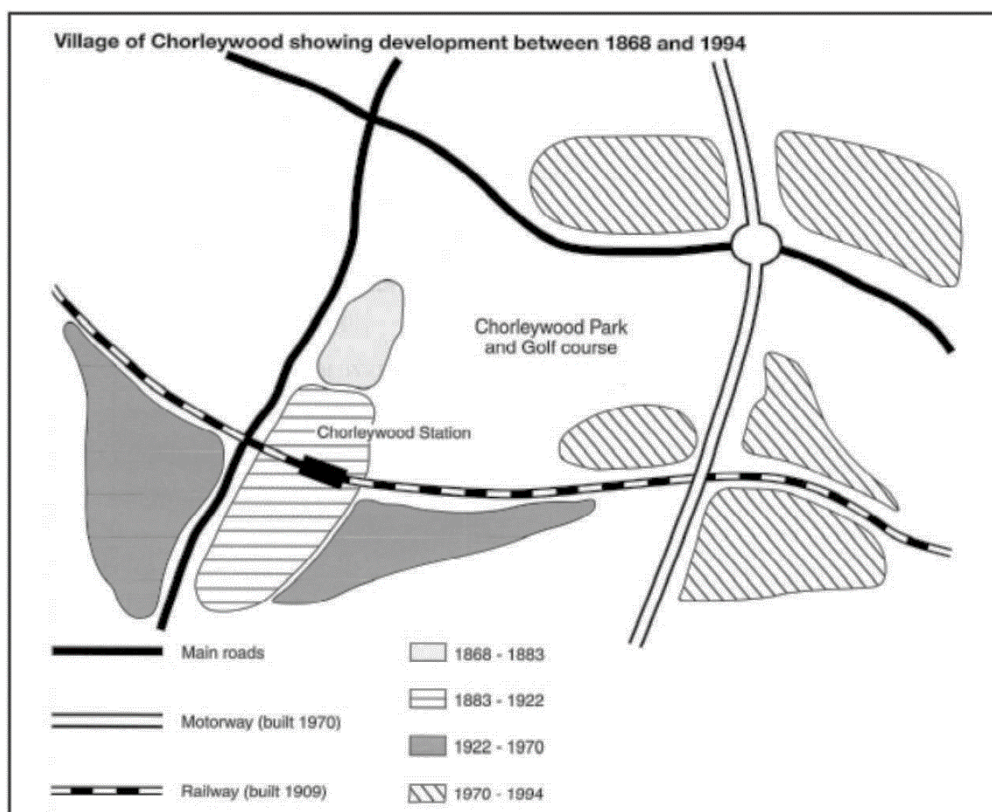 Village of Chorleywood showing development between 1868 and 1994
Chorleywood Park
and Golf course
Chorleywood Station
Main roads
Motorway (built 1970)
Railway (built 1909)
1868 - 1883
1883 - 1922
1922 - 1970
1970 - 1994